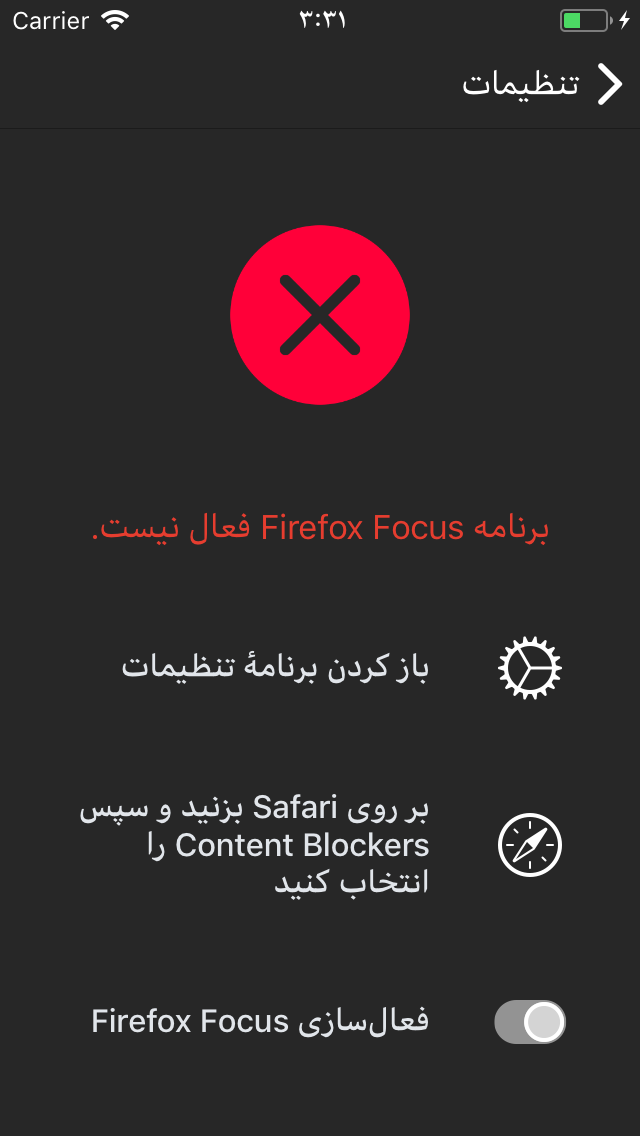 Carrier
۳:۳۱
تنظیمات
برنامه Firefox Focus فعال نیست.
باز کردن برنامهٔ تنظیمات
بر روی Safari بزنید و سپس
Content Blockers را
انتخاب کنید
فعال‌سازی Firefox Focus